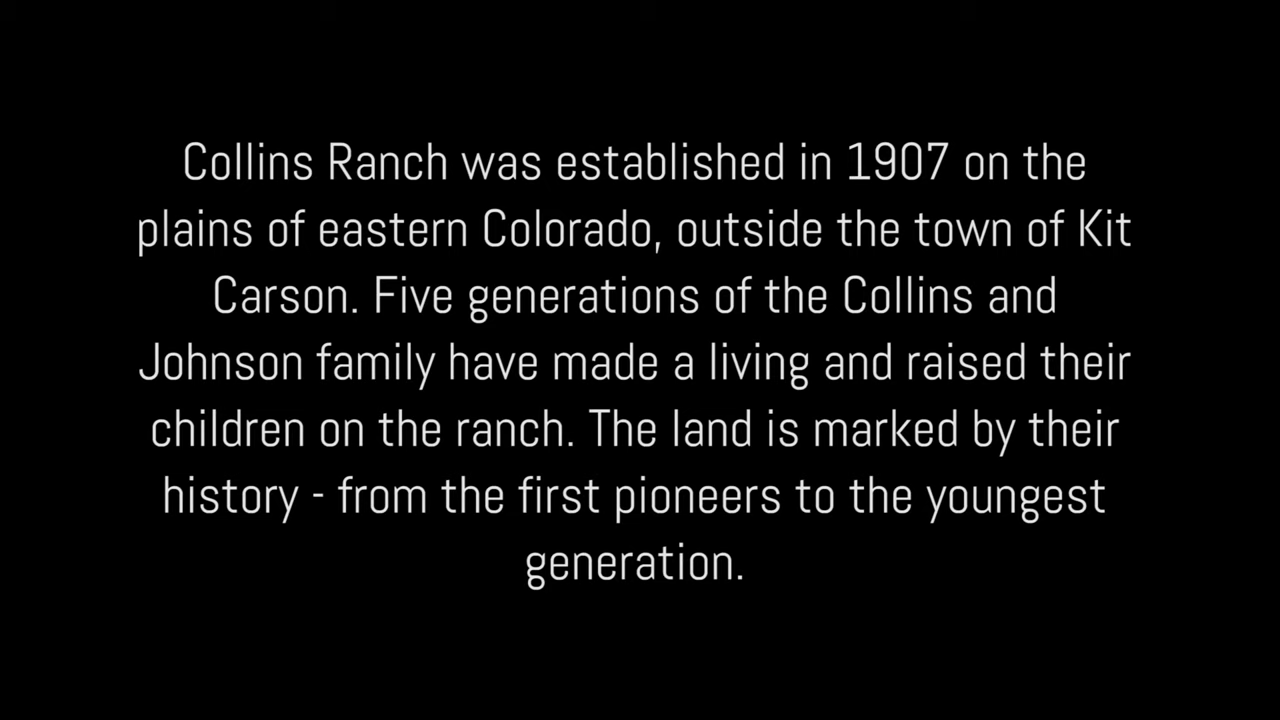 Collins Ranch was established in 1907 on the
plains of eastern Colorado, outside the town of Kit
Carson. Five generations of the Collins and
Johnson family have made a living and raised their
children on the ranch. The land is marked by their
history - from the first pioneers to the youngest
generation.